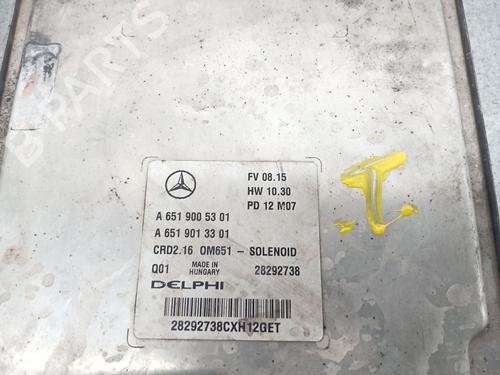 B-PARTS
FV 08.15
HW 10.30
PD 12 M07
A 651 900 53 01
A 651 901 33 01
CRD2.16 OM651 - SOLENOID
Q01 MADE IN HUNGARY 28292738
DELPHI
28292738CXH12GET